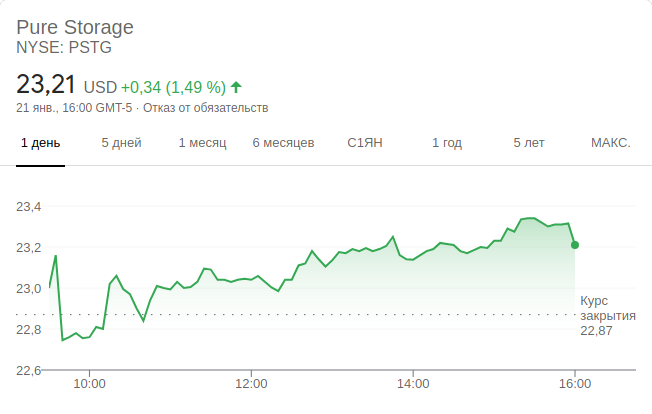 Pure Storage
NYSE: PSTG
23,21 USD +0,34 (1,49 %)
21 янв., 16:00 GMT-5 · Отказ от обязательств
1 день 5 дней 1 месяц 6 месяцев С1ЯН 1 год 5 лет МАКС.
23,4
23,2
23,0
22,8
22,6
Курс
закрытия
22,87
10:00 12:00 14:00 16:00